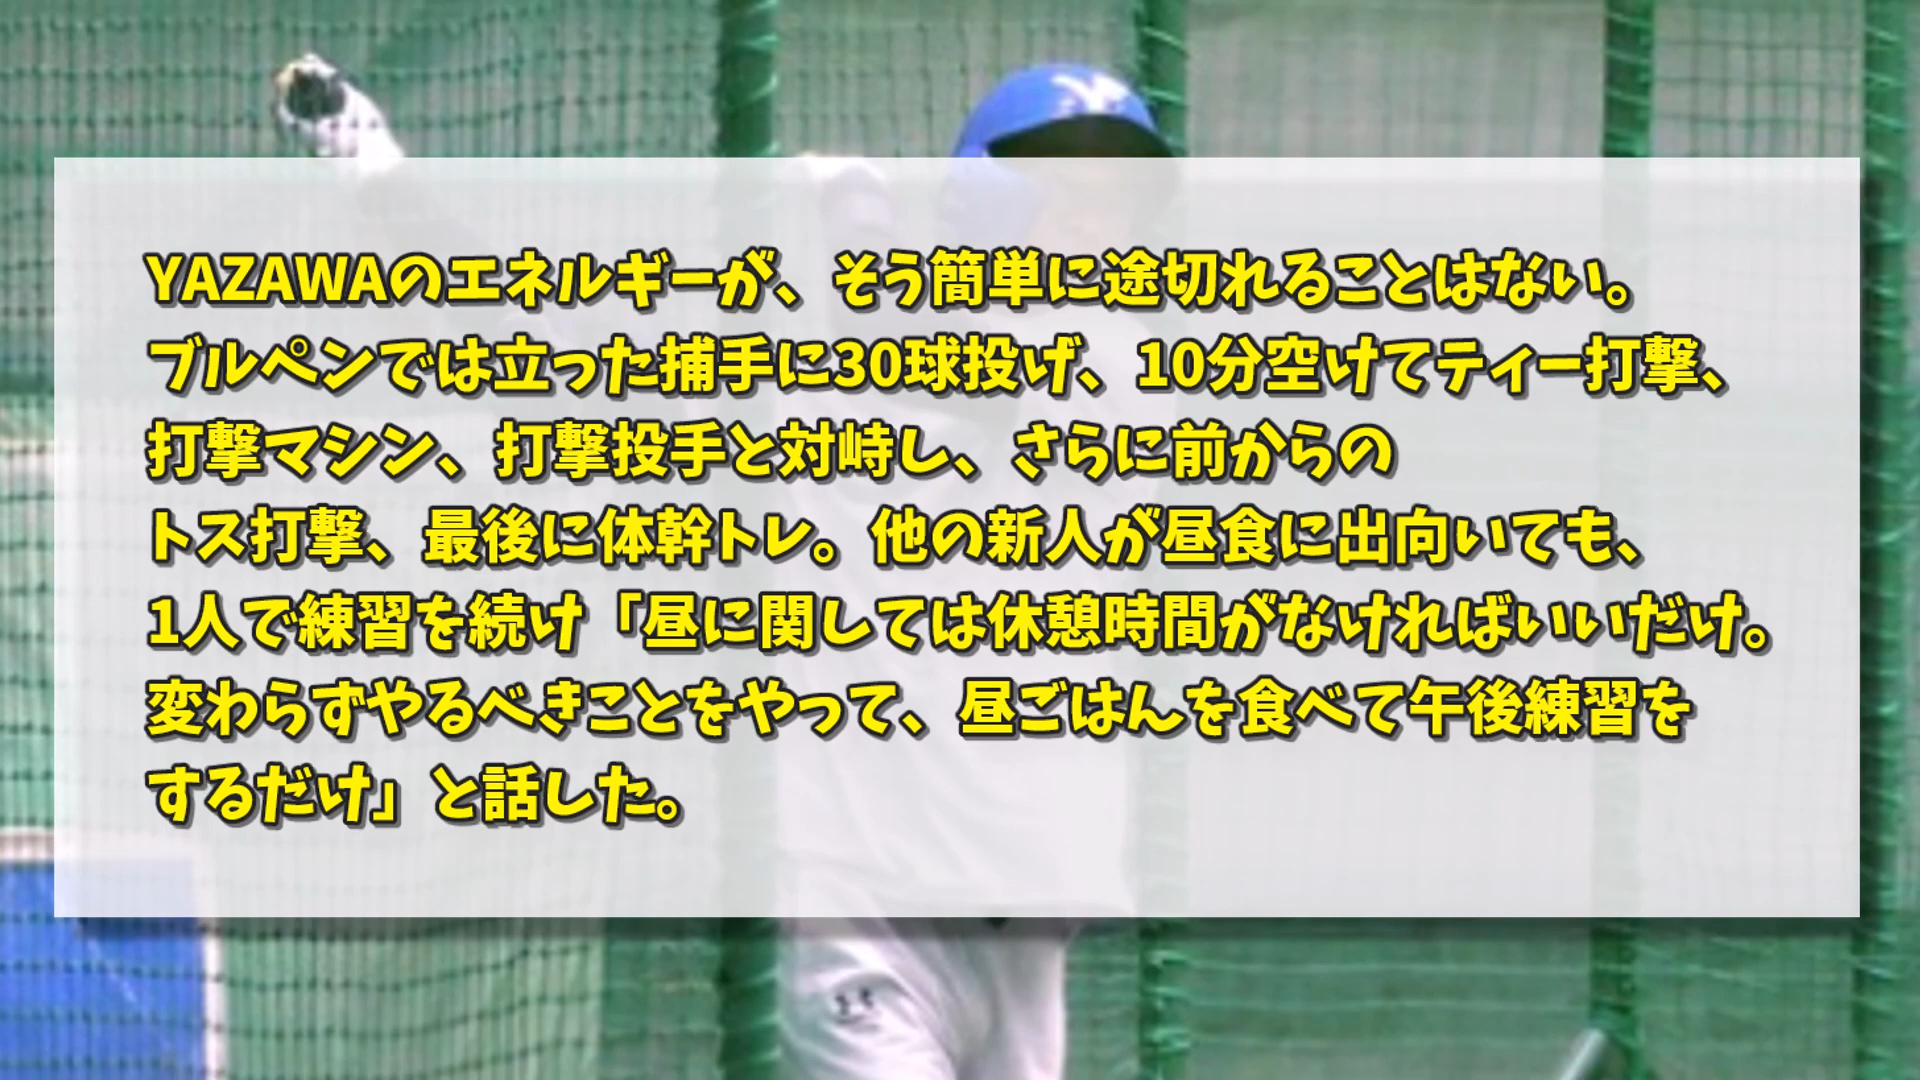 YAZAWAのエネルギーが、そう簡単に途切れることはない。
ブルペンでは立った捕手に30球投げ、10分空けてティー打撃、
打撃マシン、打撃投手と対峙し、さらに前からの
トス打撃、最後に体幹トレ。他の新人が昼食に出向いても、
1人で練習を続け「昼に関しては休憩時間がなければいいだけ。
変わらずやるべきことをやって、昼ごはんを食べて午後練習を
するだけ」と話した。